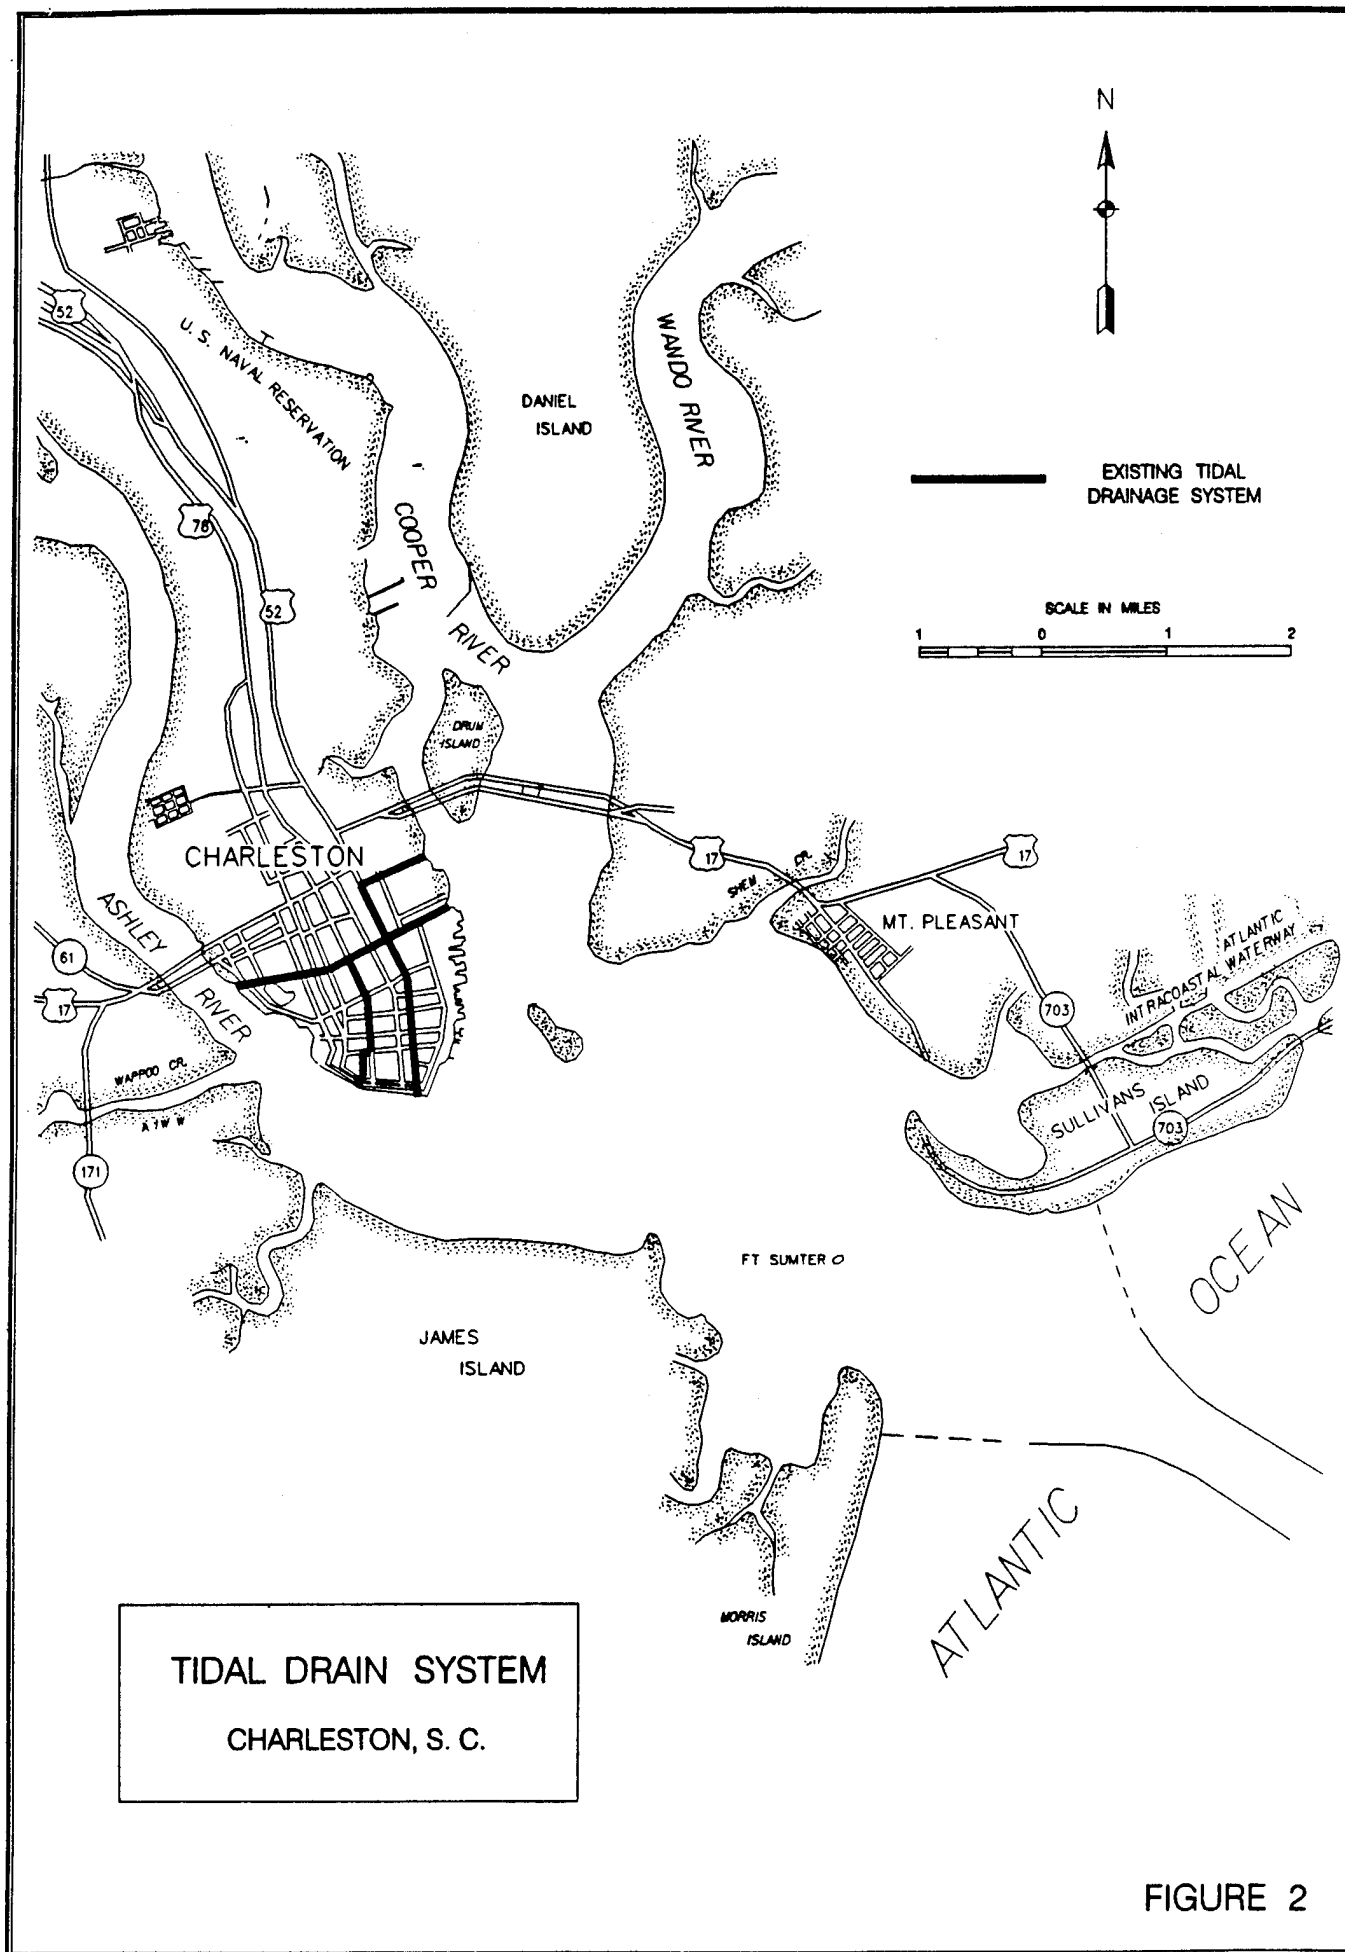 N
52
U. S. NAVAL RESERVATION
WANDO RIVER
DANIEL
ISLAND
EXISTING TIDAL
DRAINAGE SYSTEM
78
COOPER
RIVER
52
SCALE IN MILES
1 0 1 2
DRUM
ISLAND
CHARLESTON
17
17
SHEM CR.
MT. PLEASANT
ASHLEY
RIVER
61
17
ATLANTIC
INTRACOASTAL WATERWAY
703
WAPPOO CR.
A I W W
SULLIVANS
ISLAND
703
171
FT SUMTER
OCEAN
JAMES
ISLAND
ATLANTIC
MORRIS
ISLAND
TIDAL DRAIN SYSTEM
CHARLESTON, S. C.
FIGURE 2